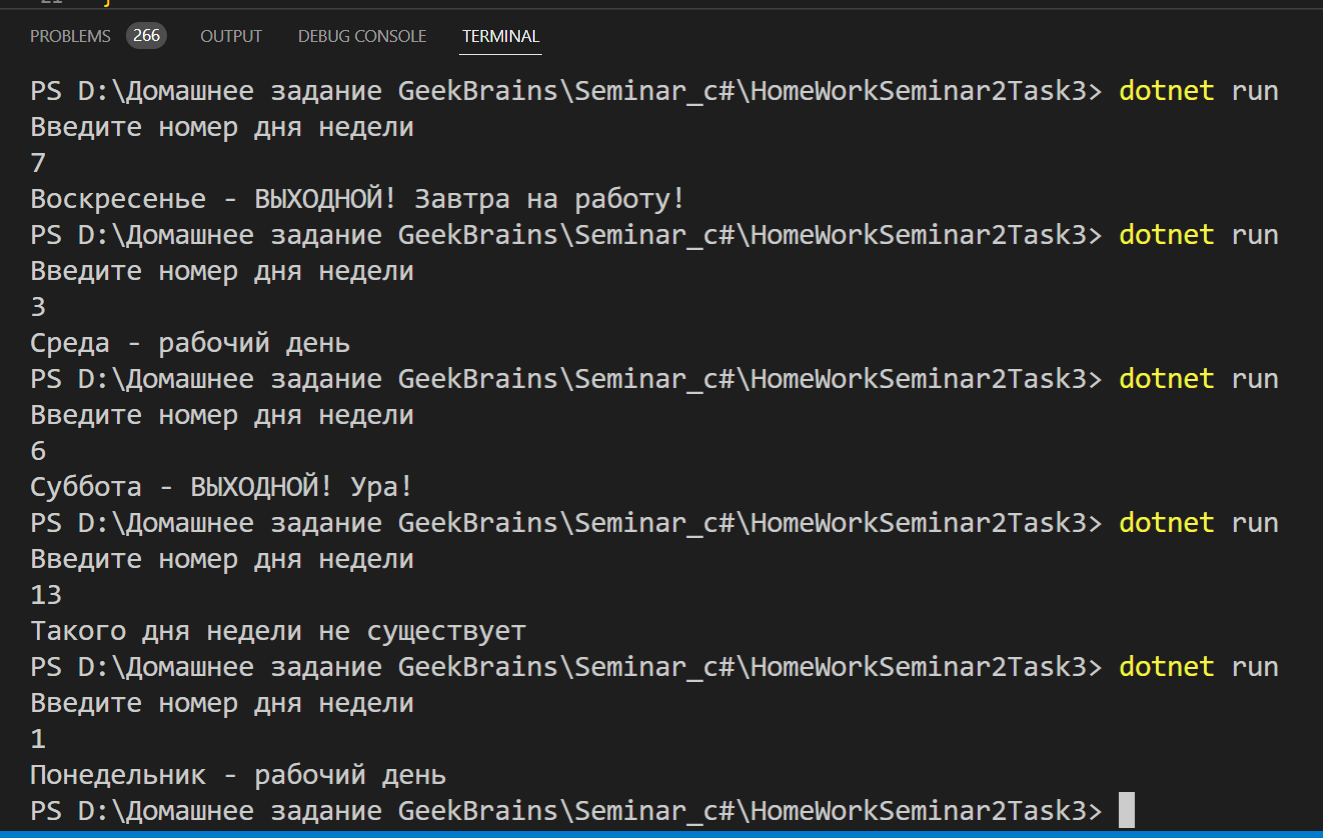 PROBLEMS 266 OUTPUT DEBUG CONSOLE TERMINAL
PS D:\Домашнее задание GeekBrains\Seminar_c#\HomeWorkSeminar2Task3> dotnet run
Введите номер дня недели
7
Воскресенье - ВЫХОДНОЙ! Завтра на работу!
PS D:\Домашнее задание GeekBrains\Seminar_c#\HomeWorkSeminar2Task3> dotnet run
Введите номер дня недели
3
Среда - рабочий день
PS D:\Домашнее задание GeekBrains\Seminar_c#\HomeWorkSeminar2Task3> dotnet run
Введите номер дня недели
6
Суббота - ВЫХОДНОЙ! Ура!
PS D:\Домашнее задание GeekBrains\Seminar_c#\HomeWorkSeminar2Task3> dotnet run
Введите номер дня недели
13
Такого дня недели не существует
PS D:\Домашнее задание GeekBrains\Seminar_c#\HomeWorkSeminar2Task3> dotnet run
Введите номер дня недели
1
Понедельник - рабочий день
PS D:\Домашнее задание GeekBrains\Seminar_c#\HomeWorkSeminar2Task3>